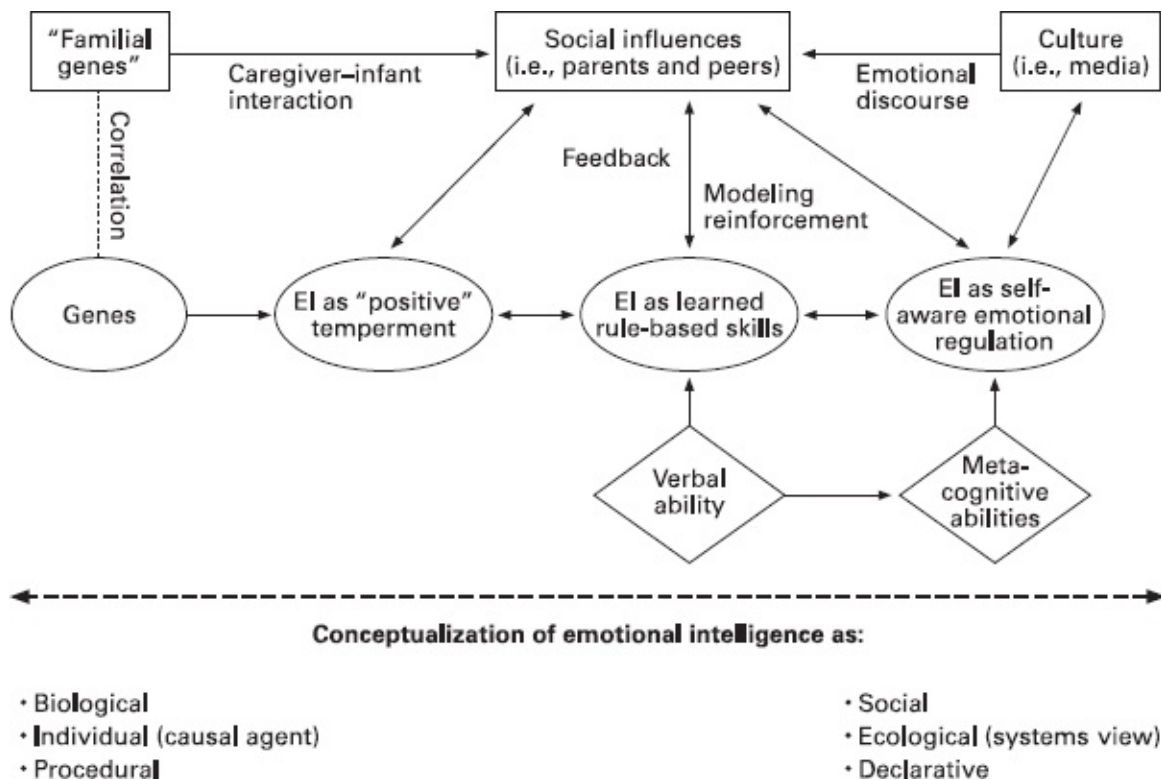 “Familial
genes”
Social influences
(i.e., parents and peers)
Culture
(i.e., media)
Caregiver–infant
interaction
Emotional
discourse
Correlation
Feedback
Modeling
reinforcement
Genes
EI as “positive”
temperment
EI as learned
rule-based skills
EI as self-
aware emotional
regulation
Verbal
ability
Meta-
cognitive
abilities
Conceptualization of emotional intelligence as:
• Biological
• Individual (causal agent)
• Procedural
• Social
• Ecological (systems view)
• Declarative